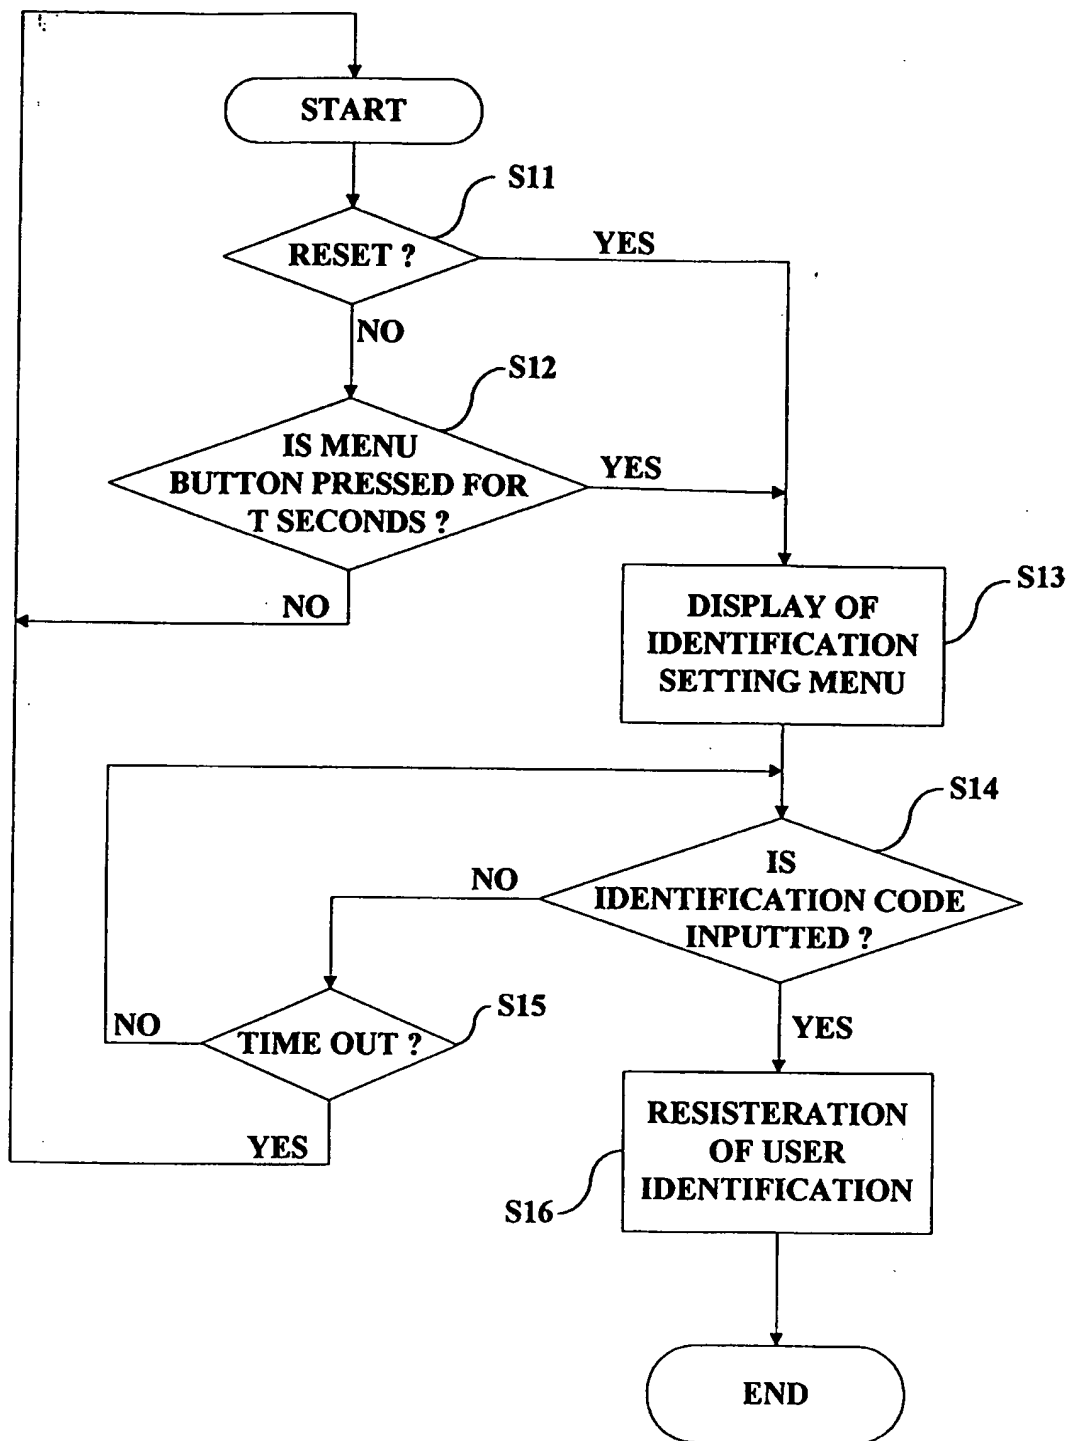 START
S11
RESET ?
YES
NO
S12
IS MENU
BUTTON PRESSED FOR
T SECONDS ?
YES
NO
S13
DISPLAY OF
IDENTIFICATION
SETTING MENU
S14
IS
IDENTIFICATION CODE
INPUTTED ?
NO
S15
TIME OUT ?
NO
YES
YES
RESISTERATION
OF USER
IDENTIFICATION
S16
END